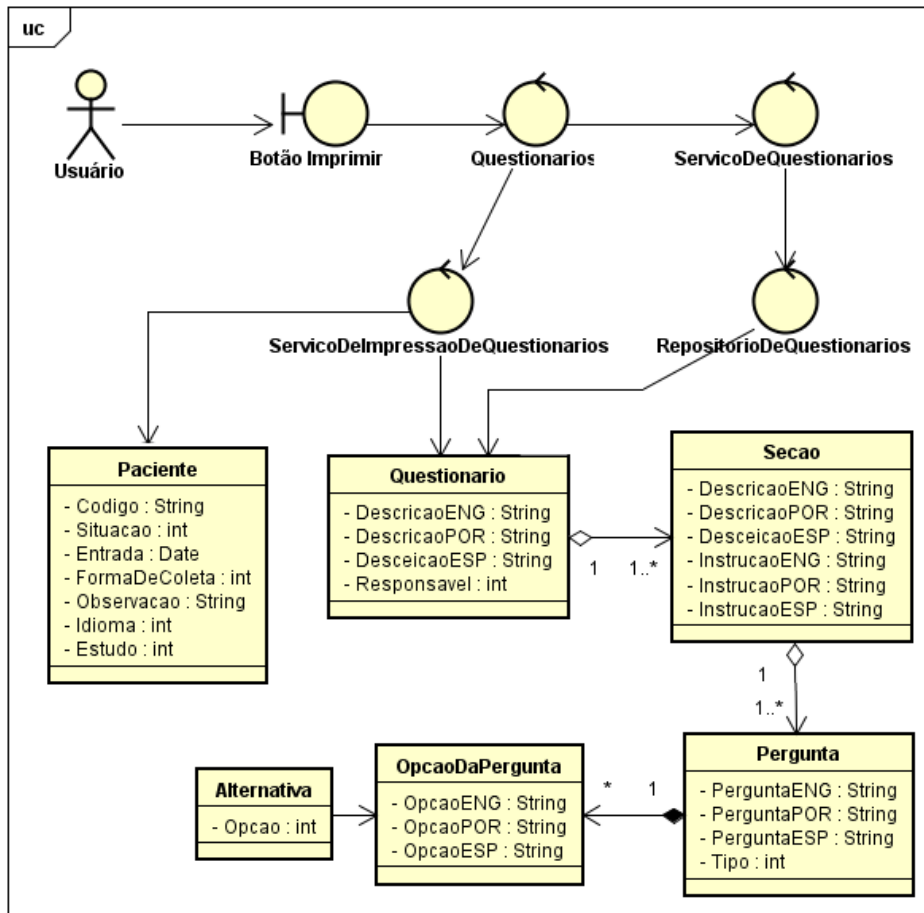 uc
Usuário
Botão Imprimir
Questionarios
ServicoDeQuestionarios
ServicoDeImpressaoDeQuestionarios
RepositorioDeQuestionarios
Paciente
- Codigo : String
- Situacao : int
- Entrada : Date
- FormaDeColeta : int
- Observacao : String
- Idioma : int
- Estudo : int
Questionario
- DescricaoENG : String
- DescricaoPOR : String
- DesceicaoESP : String
- Responsavel : int
1
1..*
Secao
- DescricaoENG : String
- DescricaoPOR : String
- DesceicaoESP : String
- InstrucaoENG : String
- InstrucaoPOR : String
- InstrucaoESP : String
1
1..*
Alternativa
- Opcao : int
OpcaoDaPergunta
- OpcaoENG : String
- OpcaoPOR : String
- OpcaoESP : String
*
1
Pergunta
- PerguntaENG : String
- PerguntaPOR : String
- PerguntaESP : String
- Tipo : int